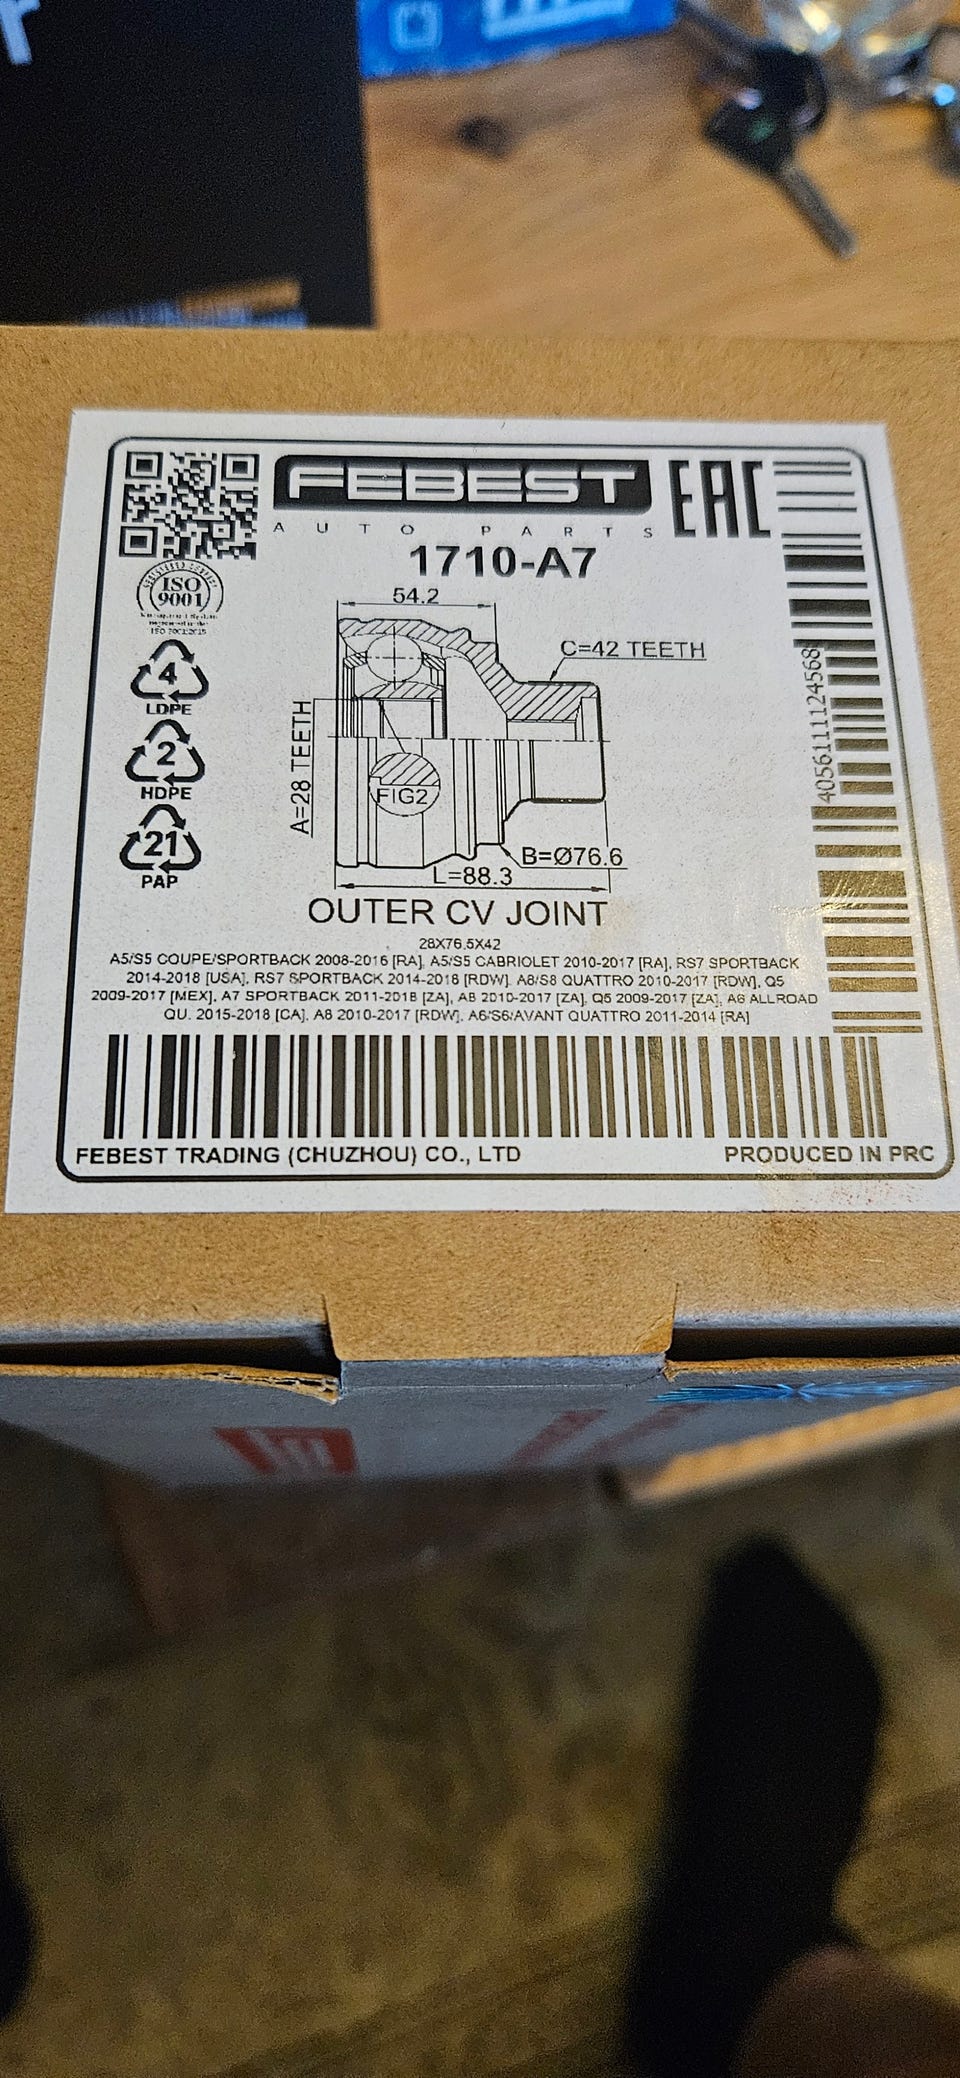 FEBEST
EAC
AUTO PARTS
1710-A7
ISO
9001
ISO 9001:2015
4
LDPE
2
HDPE
21
PAP
54.2
C=42 TEETH
A=28 TEETH
FIG2
B=Ø76.6
L=88.3
4056111124568
OUTER CV JOINT
28X76.5X42
A5/S5 COUPE/SPORTBACK 2008-2016 [RA], A5/S5 CABRIOLET 2010-2017 [RA], RS7 SPORTBACK
2014-2018 [USA], RS7 SPORTBACK 2014-2018 [RDW], A8/S8 QUATTRO 2010-2017 [RDW], Q5
2009-2017 [MEX], A7 SPORTBACK 2011-2018 [ZA], A8 2010-2017 [ZA], Q5 2009-2017 [ZA], A6 ALLROAD
QU. 2015-2018 [CA], A8 2010-2017 [RDW], A6/S6/AVANT QUATTRO 2011-2014 [RA]
FEBEST TRADING (CHUZHOU) CO., LTD
PRODUCED IN PRC